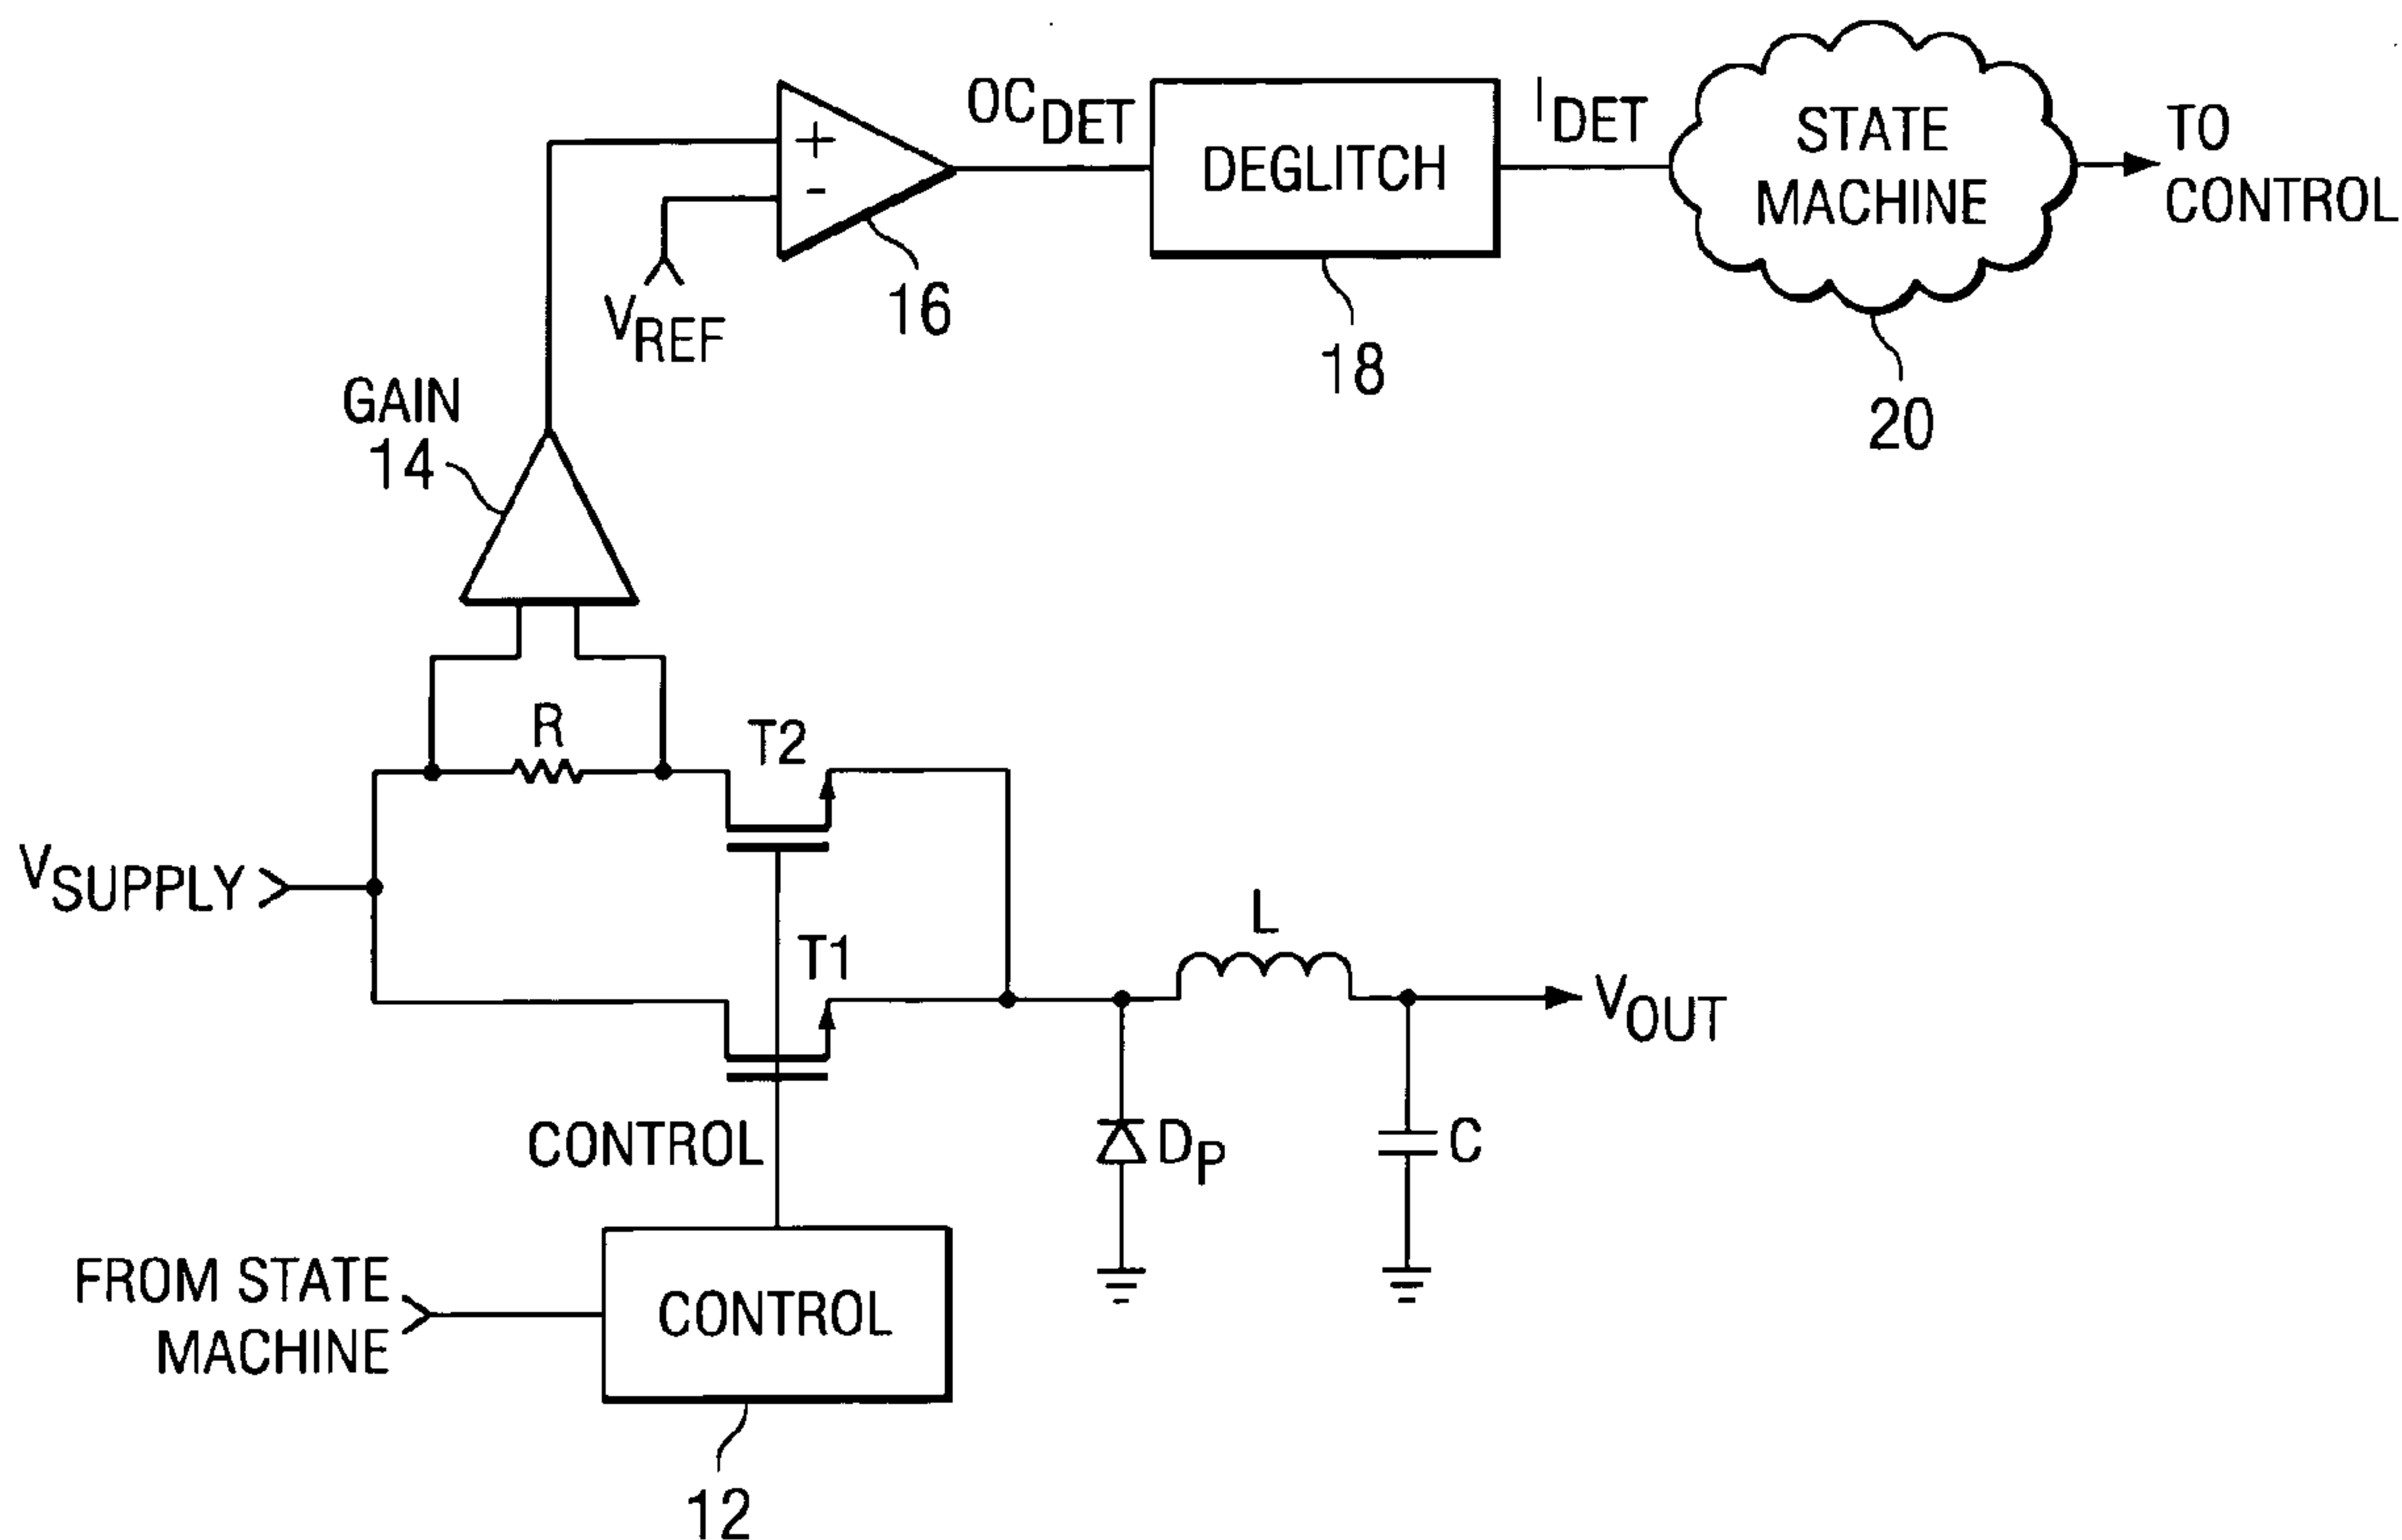 OC_DET
I_DET
+
-
DEGLITCH
STATE
MACHINE
TO
CONTROL
V_REF
16
18
20
GAIN
14
R
T2
V_SUPPLY
T1
L
V_OUT
CONTROL
D_P
C
FROM STATE
MACHINE
CONTROL
12